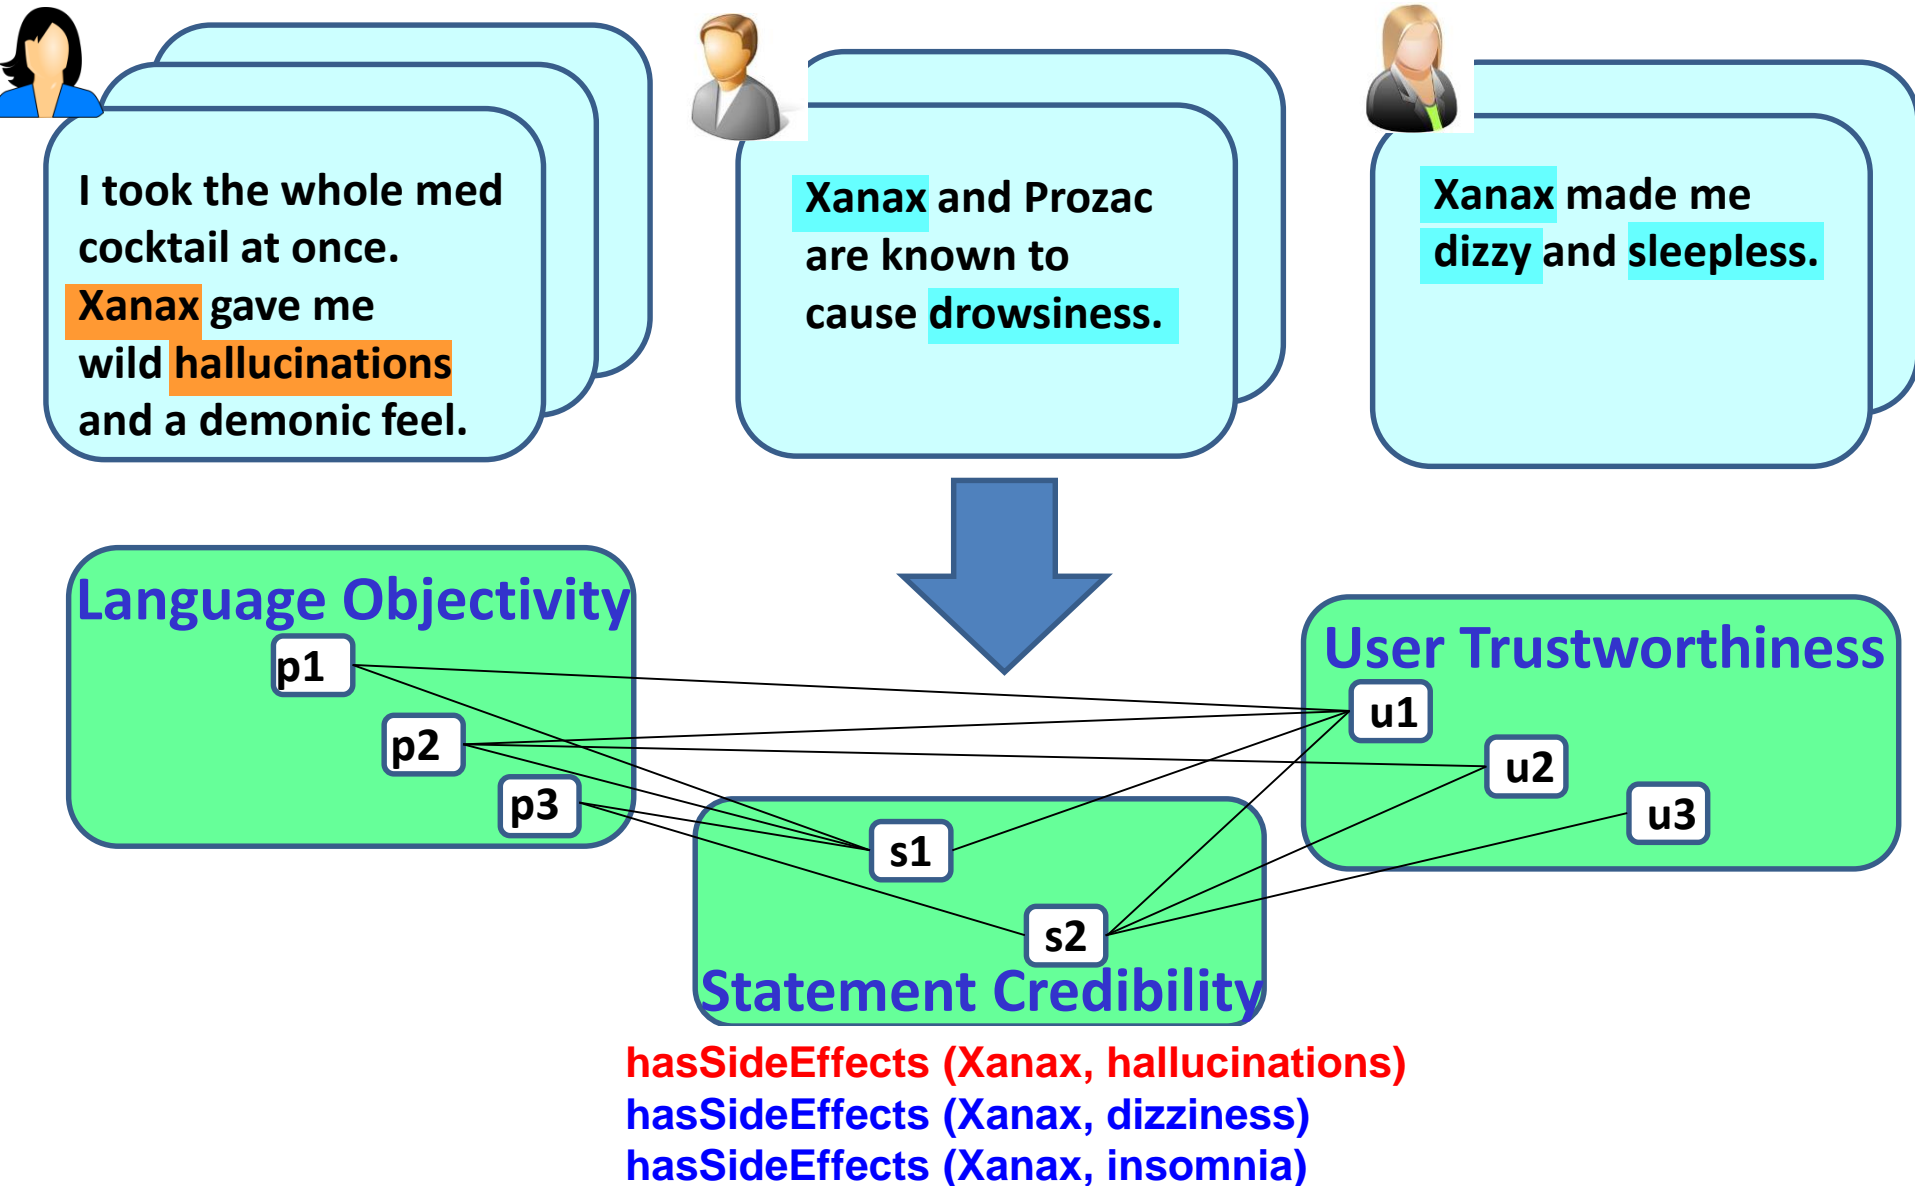 I took the whole med
cocktail at once.
Xanax gave me
wild hallucinations
and a demonic feel.
Xanax and Prozac
are known to
cause drowsiness.
Xanax made me
dizzy and sleepless.
Language Objectivity
p1
p2
p3
User Trustworthiness
u1
u2
u3
s1
s2
Statement Credibility
hasSideEffects (Xanax, hallucinations)
hasSideEffects (Xanax, dizziness)
hasSideEffects (Xanax, insomnia)